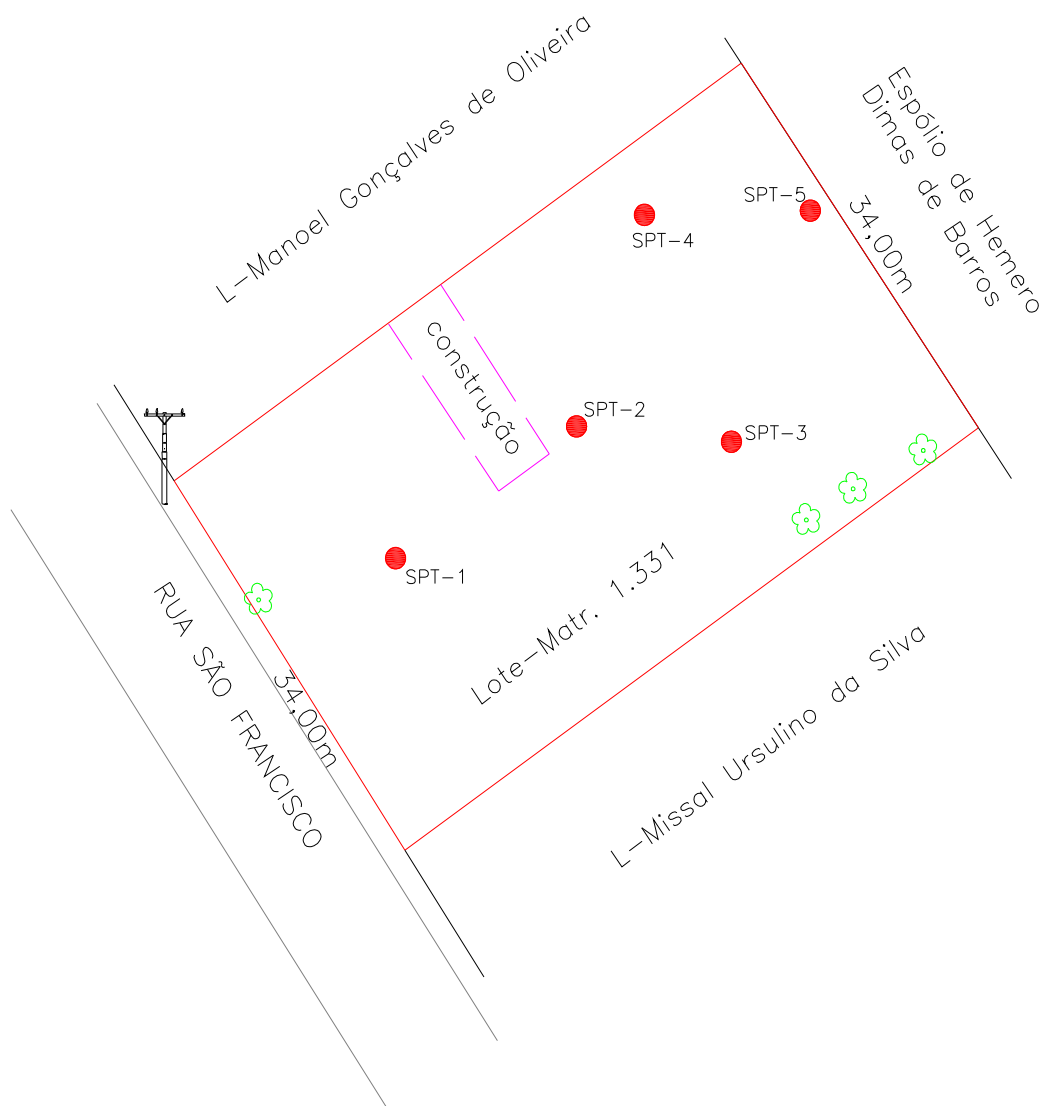 L-Manoel Gonçalves de Oliveira
Espólio de Hemero
Dimas de Barros
SPT-5
34,00m
SPT-4
construção
SPT-2
SPT-3
SPT-1
Lote-Matr. 1.331
RUA SÃO FRANCISCO
34,00m
L-Missal Ursulino da Silva